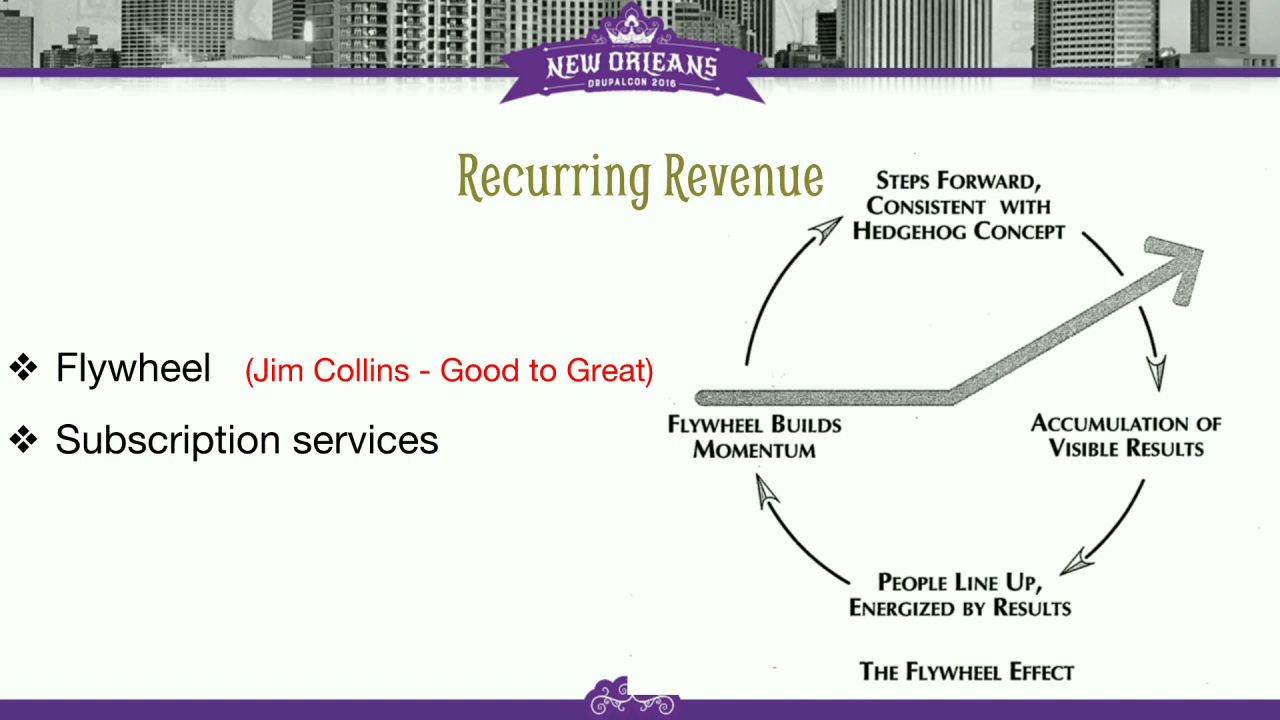 NEW ORLEANS
DRUPALCON 2016
Recurring Revenue
❖ Flywheel (Jim Collins - Good to Great)
❖ Subscription services
STEPS FORWARD,
CONSISTENT WITH
HEDGEHOG CONCEPT
FLYWHEEL BUILDS
MOMENTUM
ACCUMULATION OF
VISIBLE RESULTS
PEOPLE LINE UP,
ENERGIZED BY RESULTS
THE FLYWHEEL EFFECT